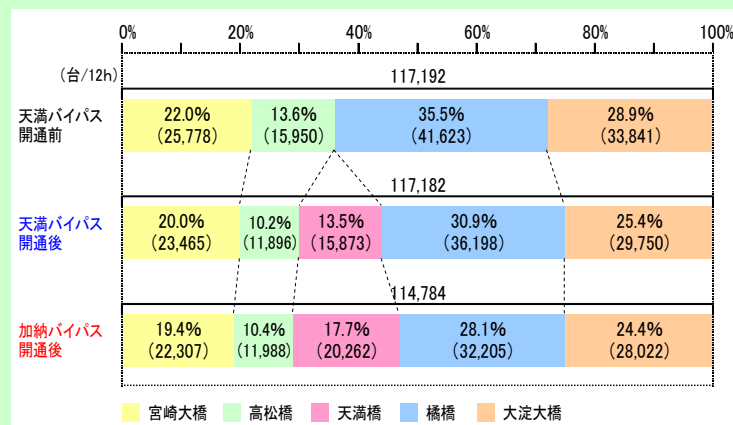 0% 20% 40% 60% 80% 100%
(台/12h)
117,192
天満バイパス
開通前
22.0% 13.6% 35.5% 28.9%
(25,778) (15,950) (41,623) (33,841)
117,182
天満バイパス
開通後
20.0% 10.2% 13.5% 30.9% 25.4%
(23,465) (11,896) (15,873) (36,198) (29,750)
114,784
加納バイパス
開通後
19.4% 10.4% 17.7% 28.1% 24.4%
(22,307) (11,988) (20,262) (32,205) (28,022)
宮崎大橋 高松橋 天満橋 橘橋 大淀大橋